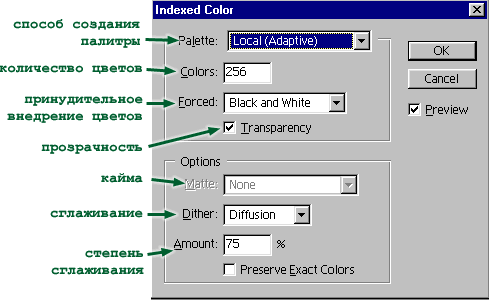 Indexed Color
способ создания
палитры
Palette: Local (Adaptive)
OK
количество цветов
Colors: 256
Cancel
принудительное
внедрение цветов
Forced: Black and White
Preview
прозрачность
Transparency
Options
кайма
Matte: None
сглаживание
Dither: Diffusion
степень
сглаживания
Amount: 75 %
Preserve Exact Colors